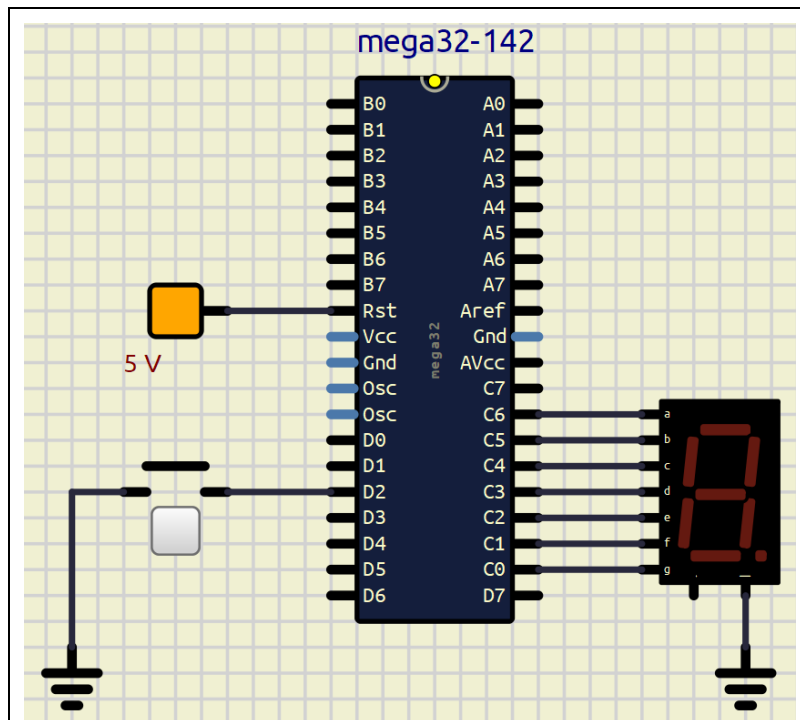 mega32-142
B0 A0
B1 A1
B2 A2
B3 A3
B4 A4
B5 A5
B6 A6
B7 A7
Rst Aref
Vcc Gnd
Gnd AVcc
Osc C7
Osc C6 a
D0 C5 b
D1 C4 c
D2 C3 d
D3 C2 e
D4 C1 f
D5 C0 g
D6 D7
mega32
5 V